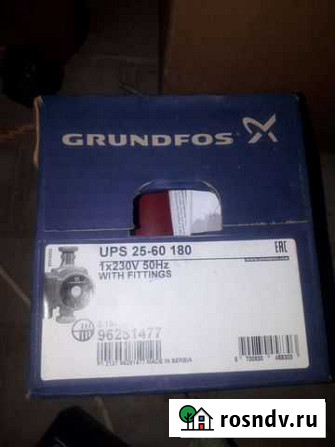 GRUNDFOS
UPS 25-60 180
1x230V 50Hz
WITH FITTINGS
EAC
96281477
MADE IN SERBIA
rosndv.ru